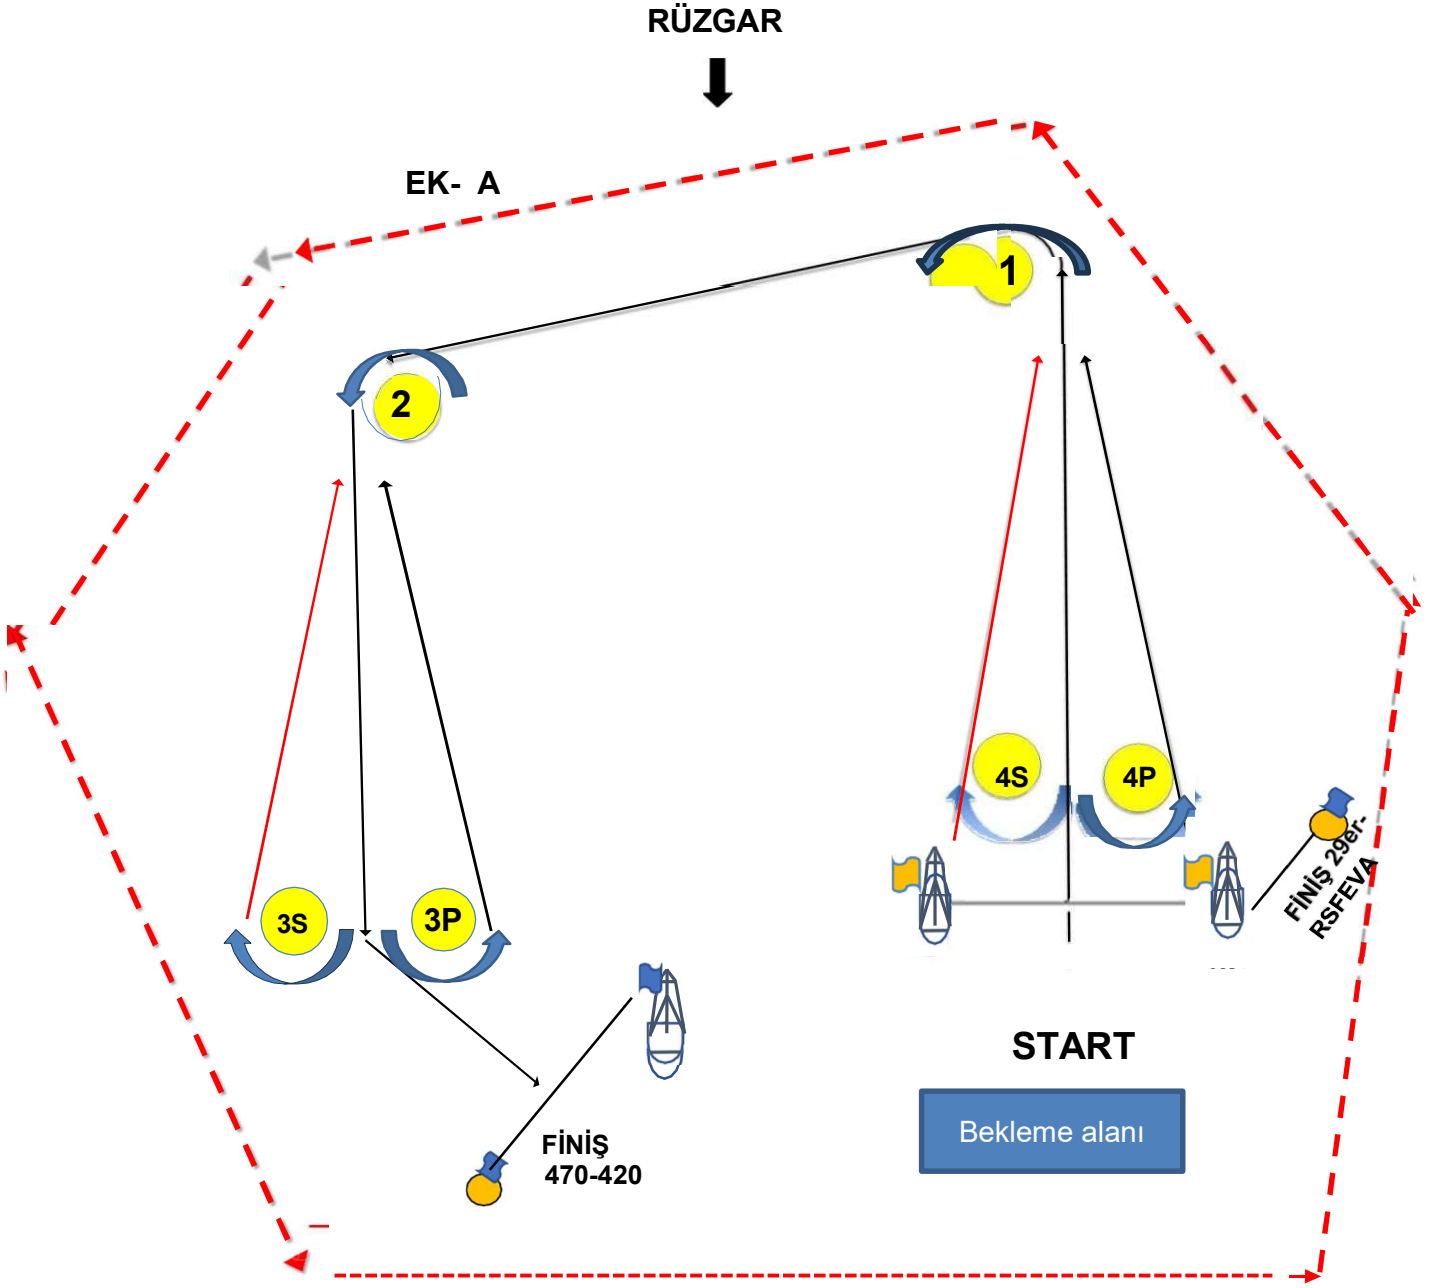 RÜZGAR
EK- A
1
2
4S
4P
FİNİŞ 29er-
RSFEVA
3S
3P
START
Bekleme alanı
FİNİŞ
470-420